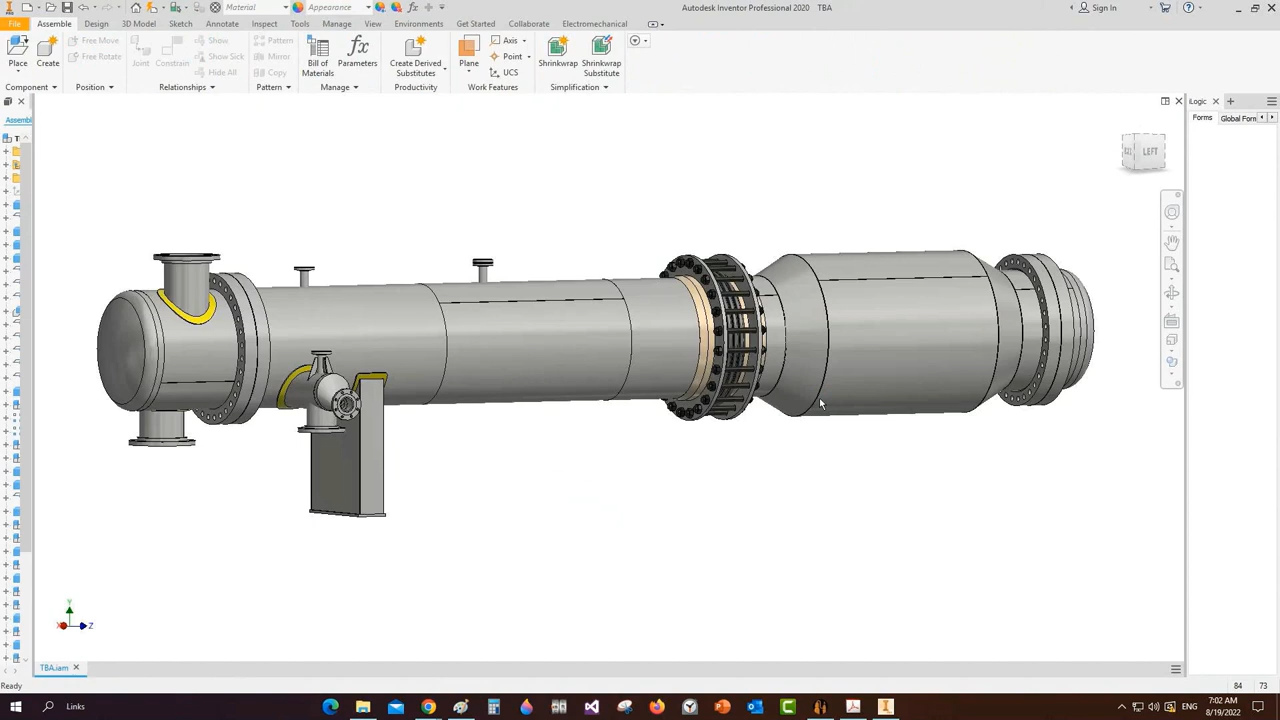 Material
Appearance
Autodesk Inventor Professional 2020 TBA
Sign In
File
Assemble
Design
3D Model
Sketch
Annotate
Inspect
Tools
Manage
View
Environments
Get Started
Collaborate
Electromechanical
Place
Create
Free Move
Free Rotate
Joint
Constrain
Show
Show Sick
Hide All
Pattern
Mirror
Copy
Bill of
Materials
Parameters
Create Derived
Substitutes
Plane
Axis
Point
UCS
Shrinkwrap
Shrinkwrap
Substitute
Component
Position
Relationships
Pattern
Manage
Productivity
Work Features
Simplification
Assembl
iLogic
Forms
Global Forn
LEFT
Y
Z
TBA.iam
Ready
84
73
Links
7:02 AM
8/19/2022